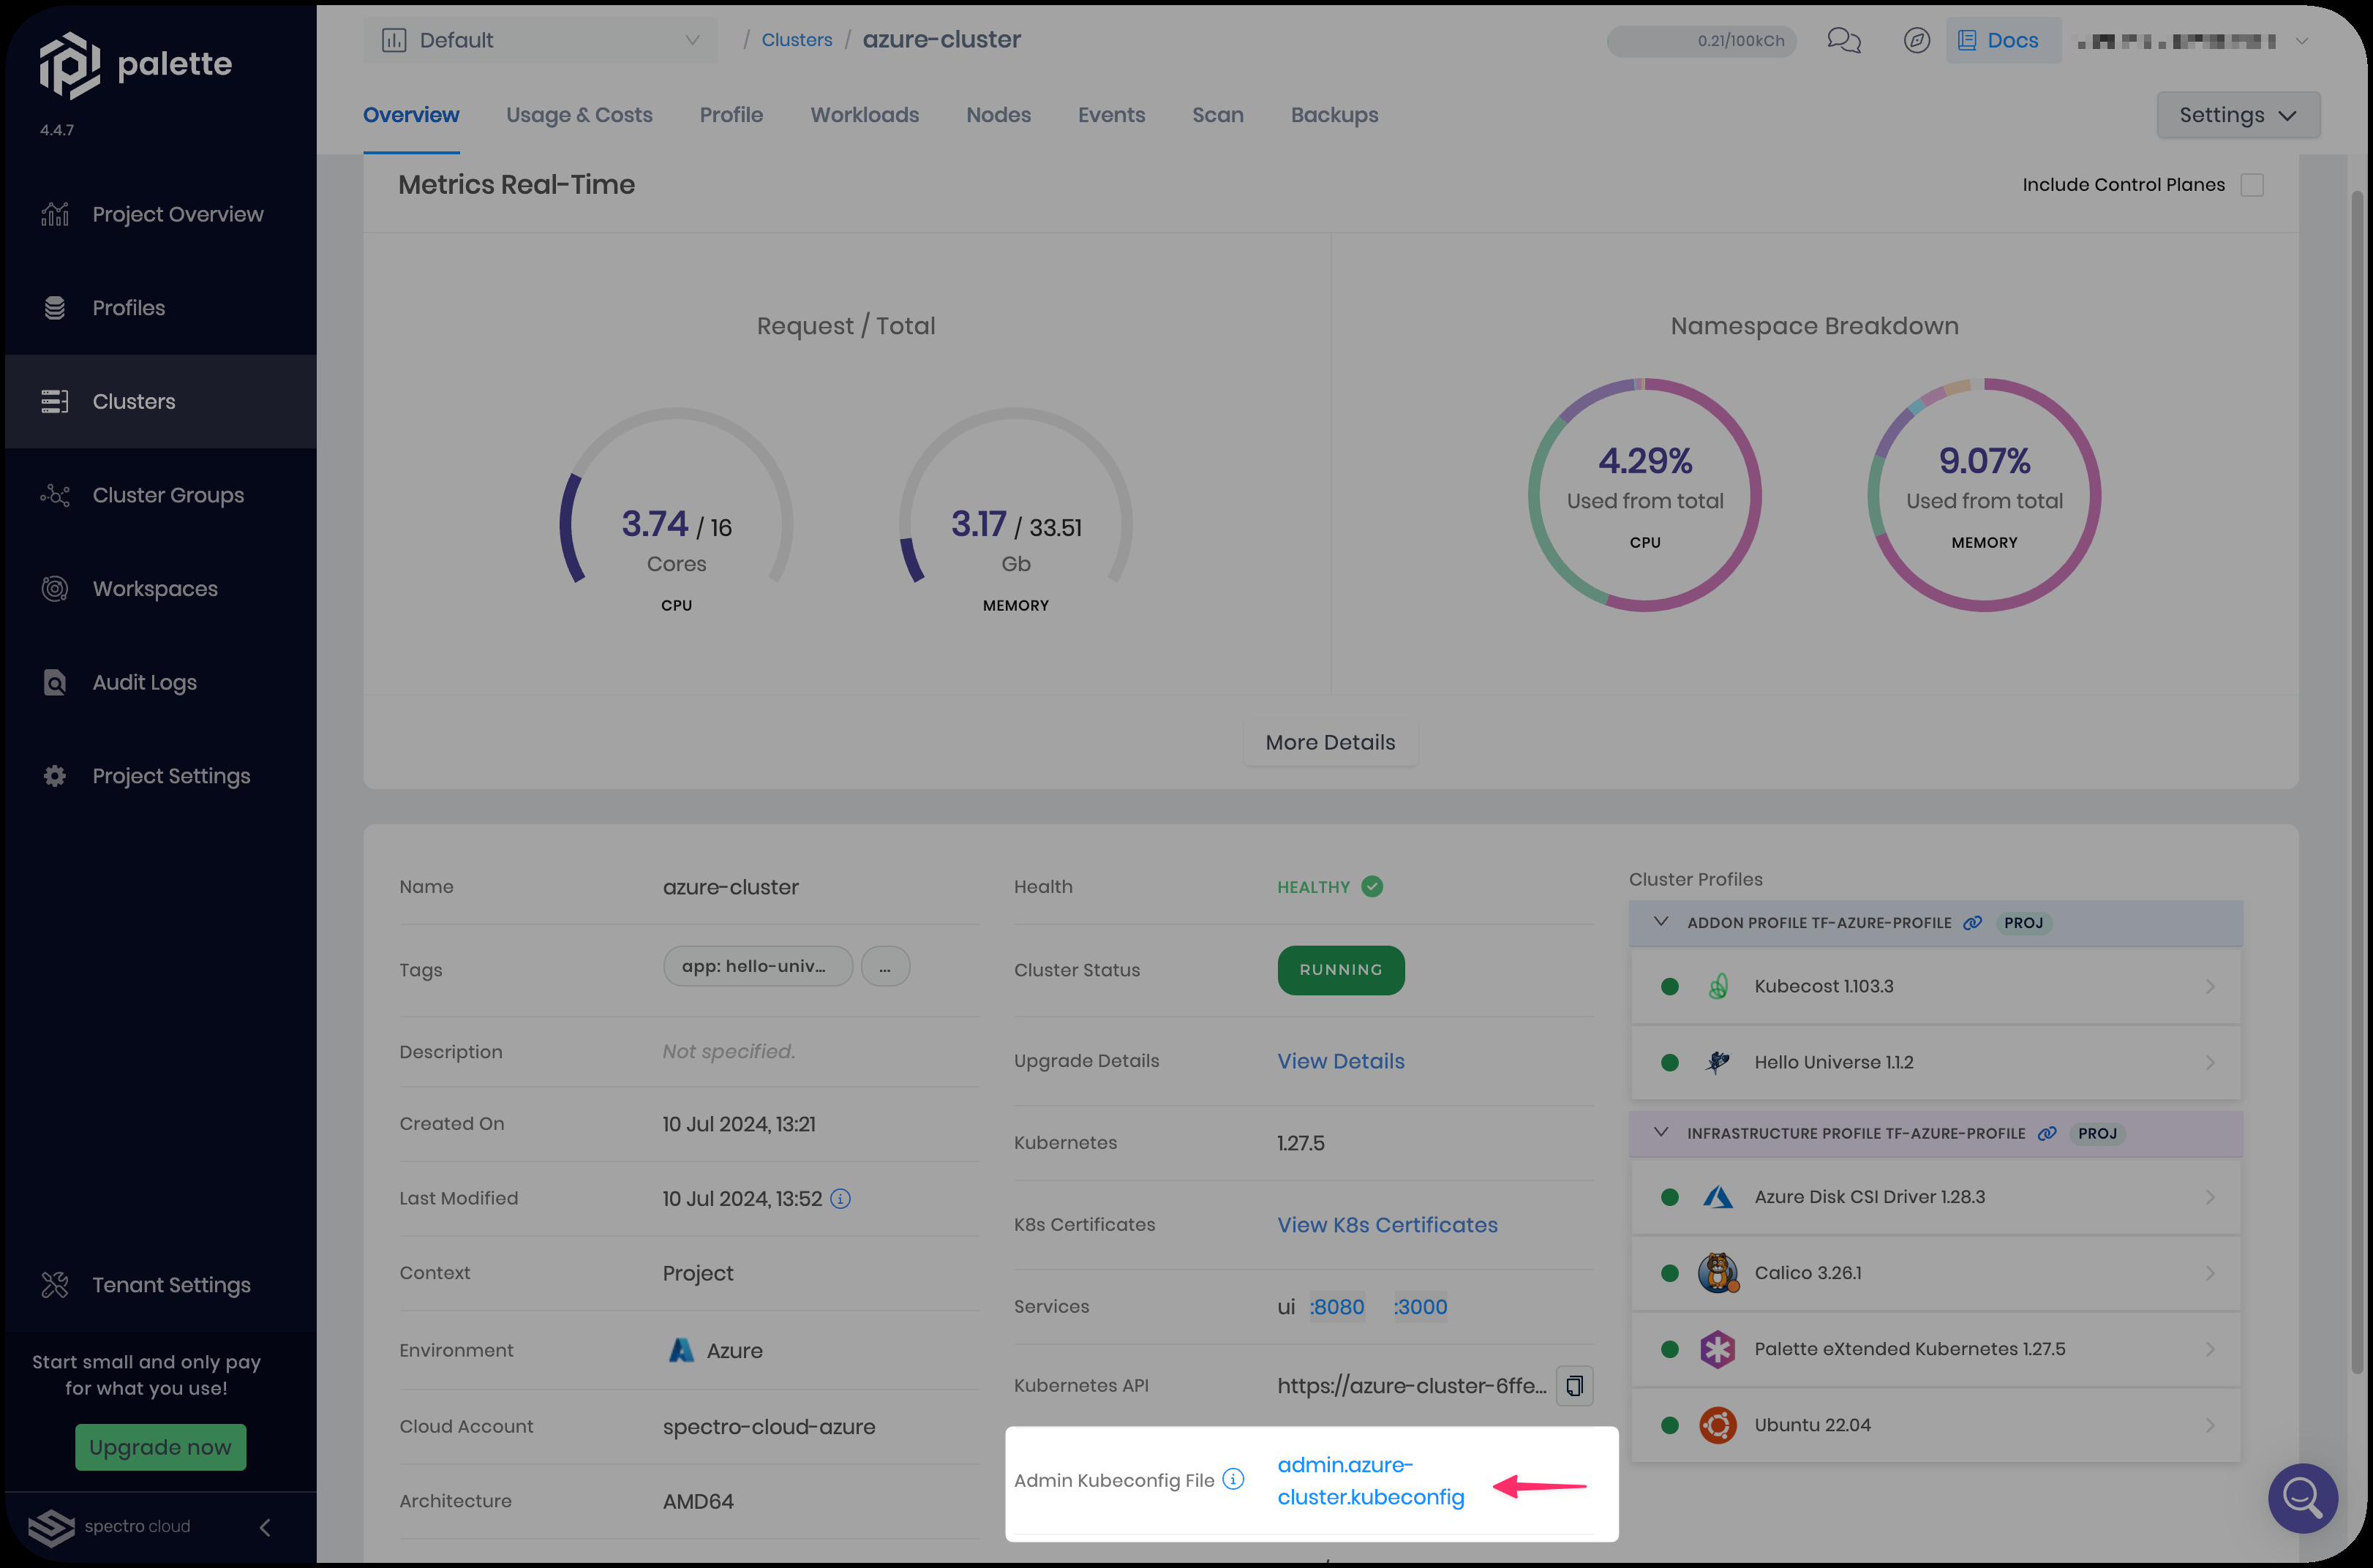 palette
4.4.7
Project Overview
Profiles
Clusters
Cluster Groups
Workspaces
Audit Logs
Project Settings
Tenant Settings
Start small and only pay
for what you use!
Upgrade now
spectro cloud
Default
/ Clusters / azure-cluster
0.21/100kCh
Docs
Overview
Usage & Costs
Profile
Workloads
Nodes
Events
Scan
Backups
Settings
Metrics Real-Time
Include Control Planes
Request / Total
3.74 / 16
Cores
CPU
3.17 / 33.51
Gb
MEMORY
Namespace Breakdown
4.29%
Used from total
CPU
9.07%
Used from total
MEMORY
More Details
Name azure-cluster
Tags app: hello-univ... ...
Description Not specified.
Created On 10 Jul 2024, 13:21
Last Modified 10 Jul 2024, 13:52
Context Project
Environment Azure
Cloud Account spectro-cloud-azure
Architecture AMD64
Health HEALTHY
Cluster Status RUNNING
Upgrade Details View Details
Kubernetes 1.27.5
K8s Certificates View K8s Certificates
Services ui :8080 :3000
Kubernetes API https://azure-cluster-6ffe...
Admin Kubeconfig File admin.azure-
cluster.kubeconfig
Cluster Profiles
ADDON PROFILE TF-AZURE-PROFILE PROJ
Kubecost 1.103.3
Hello Universe 1.1.2
INFRASTRUCTURE PROFILE TF-AZURE-PROFILE PROJ
Azure Disk CSI Driver 1.28.3
Calico 3.26.1
Palette eXtended Kubernetes 1.27.5
Ubuntu 22.04